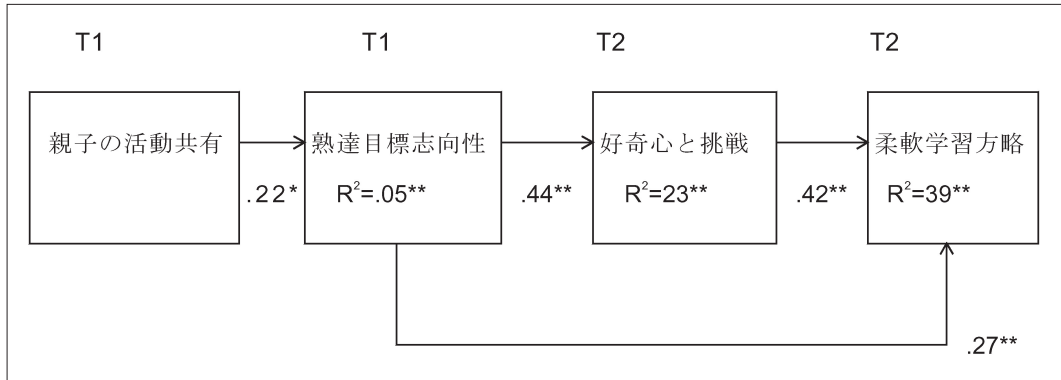 T1 T1 T2 T2
親子の活動共有 熟達目標志向性 好奇心と挑戦 柔軟学習方略
.22* R²=.05** .44** R²=23** .42** R²=39**
.27**